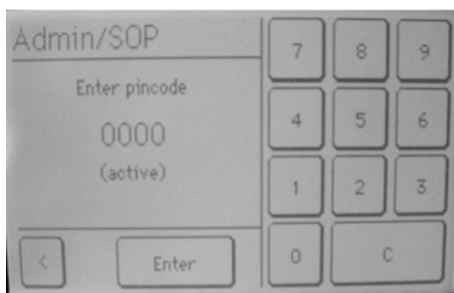 Admin/SOP
Enter pincode
0000
(active)
< Enter
7 8 9
4 5 6
1 2 3
0 C